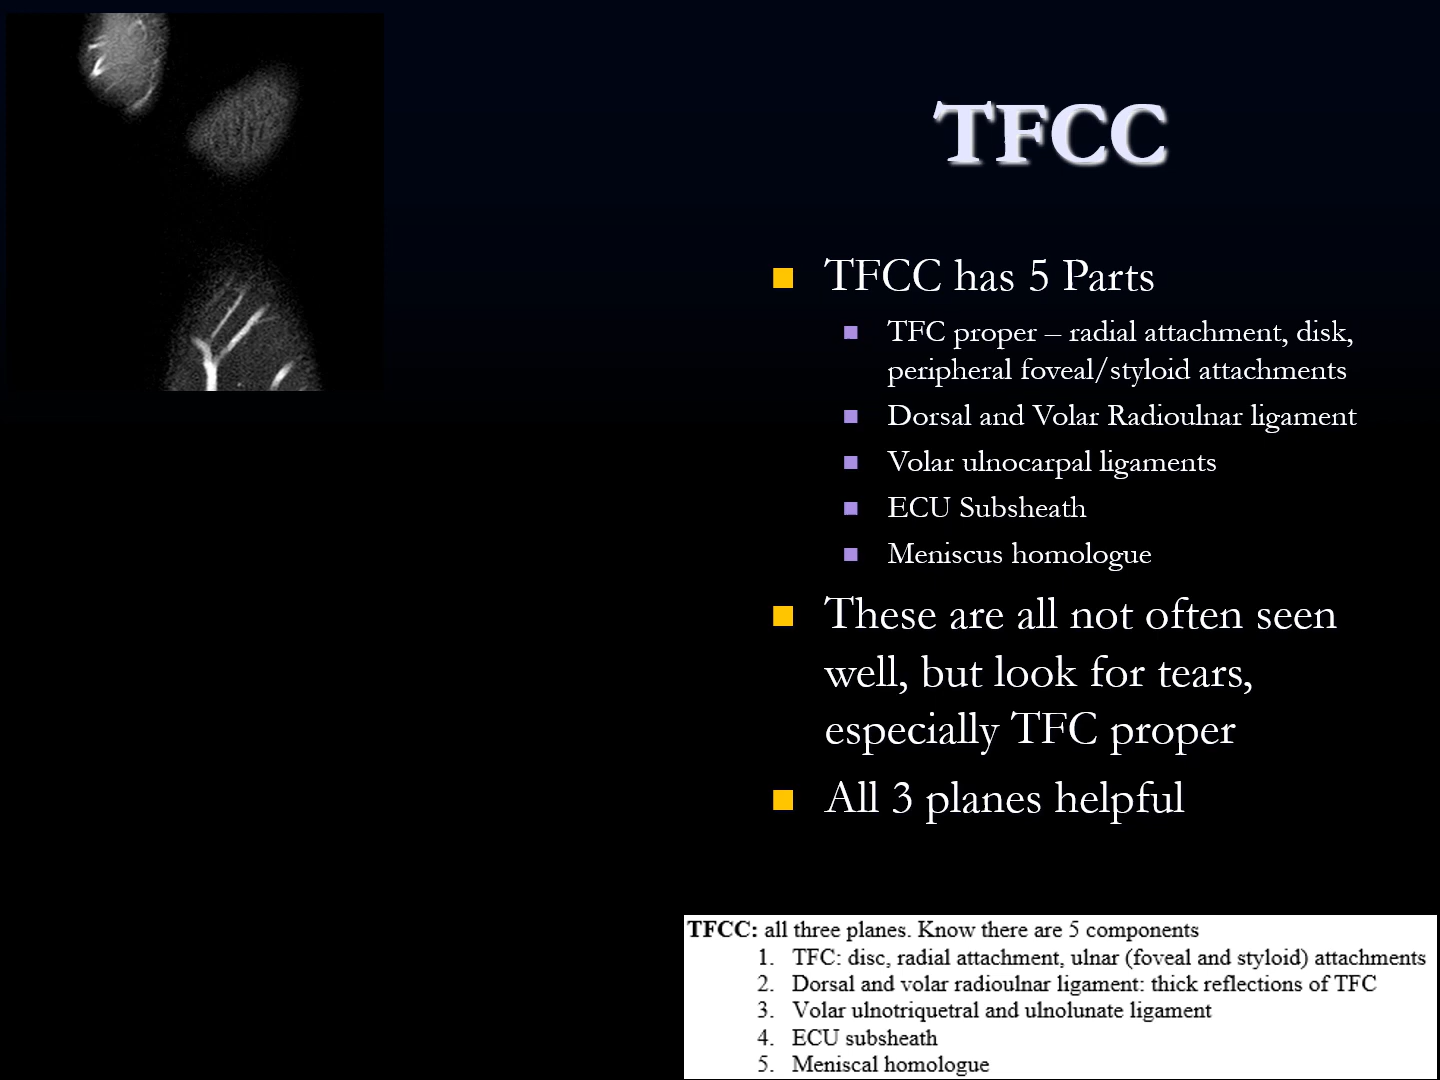 TFCC
TFCC has 5 Parts
TFC proper – radial attachment, disk,
peripheral foveal/styloid attachments
Dorsal and Volar Radioulnar ligament
Volar ulnocarpal ligaments
ECU Subsheath
Meniscus homologue
These are all not often seen
well, but look for tears,
especially TFC proper
All 3 planes helpful
TFCC: all three planes. Know there are 5 components
1. TFC: disc, radial attachment, ulnar (foveal and styloid) attachments
2. Dorsal and volar radioulnar ligament: thick reflections of TFC
3. Volar ulnotriquetral and ulnolunate ligament
4. ECU subsheath
5. Meniscal homologue